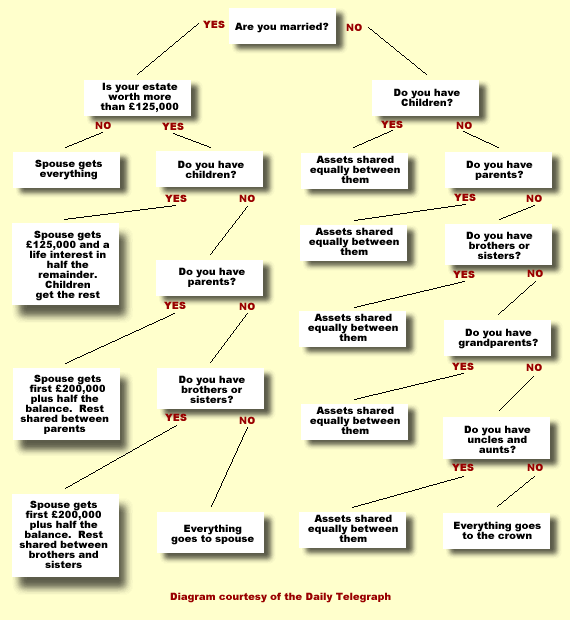 Are you married?
YES
NO
Is your estate
worth more
than £125,000
Do you have
Children?
NO
YES
YES
NO
Spouse gets
everything
Do you have
children?
Assets shared
equally between
them
Do you have
parents?
YES
NO
YES
NO
Spouse gets
£125,000 and a
life interest in
half the
remainder.
Children
get the rest
Do you have
parents?
Assets shared
equally between
them
Do you have
brothers or
sisters?
YES
NO
YES
NO
Assets shared
equally between
them
Do you have
grandparents?
YES
NO
Spouse gets
first £200,000
plus half the
balance. Rest
shared between
parents
Do you have
brothers or
sisters?
YES
NO
Assets shared
equally between
them
Do you have
uncles and
aunts?
YES
NO
Spouse gets
first £200,000
plus half the
balance. Rest
shared between
brothers and
sisters
Everything
goes to spouse
Assets shared
equally between
them
Everything goes
to the crown
Diagram courtesy of the Daily Telegraph